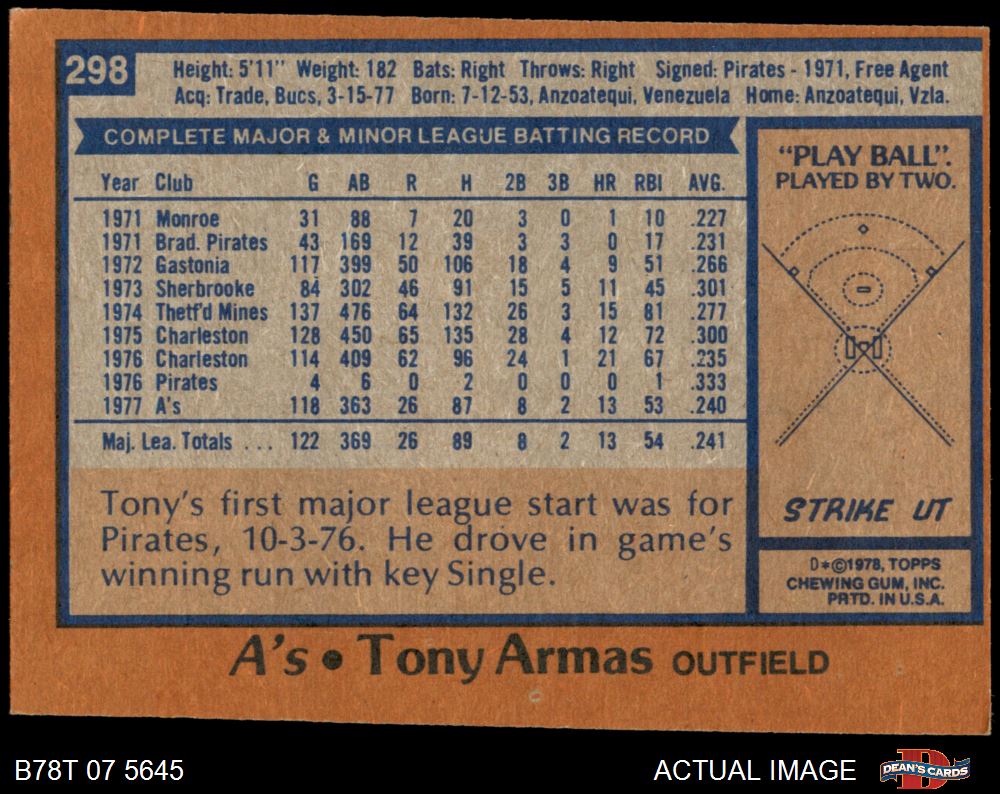 298
Height: 5'11" Weight: 182 Bats: Right Throws: Right Signed: Pirates - 1971, Free Agent
Acq: Trade, Bucs, 3-15-77 Born: 7-12-53, Anzoatequi, Venezuela Home: Anzoatequi, Vzla.
COMPLETE MAJOR & MINOR LEAGUE BATTING RECORD
Year Club G AB R H 2B 3B HR RBI AVG.
1971 Monroe 31 88 7 20 3 0 1 10 .227
1971 Brad. Pirates 43 169 12 39 3 3 0 17 .231
1972 Gastonia 117 399 50 106 18 4 9 51 .266
1973 Sherbrooke 84 302 46 91 15 5 11 45 .301
1974 Thetf'd Mines 137 476 64 132 26 3 15 81 .277
1975 Charleston 128 450 65 135 28 4 12 72 .300
1976 Charleston 114 409 62 96 24 1 21 67 .235
1976 Pirates 4 6 0 2 0 0 0 1 .333
1977 A's 118 363 26 87 8 2 13 53 .240
Maj. Lea. Totals ... 122 369 26 89 8 2 13 54 .241
Tony's first major league start was for
Pirates, 10-3-76. He drove in game's
winning run with key Single.
"PLAY BALL".
PLAYED BY TWO.
STRIKE UT
D*©1978, TOPPS
CHEWING GUM, INC.
PRTD. IN U.S.A.
A's • Tony Armas OUTFIELD
B78T 07 5645
ACTUAL IMAGE
D
DEAN'S CARDS